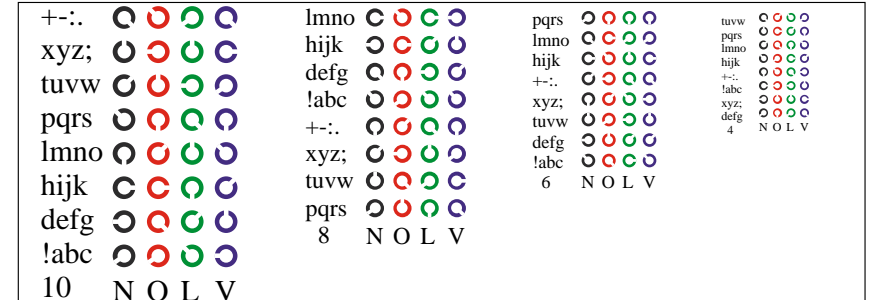 +-:.
xyz;
tuvw
pqrs
lmno
hijk
defg
!abc
10 N O L V
lmno
hijk
defg
!abc
+-:.
xyz;
tuvw
pqrs
8 N O L V
pqrs
lmno
hijk
+-:.
xyz;
tuvw
defg
!abc
6 N O L V
tuvw
pqrs
lmno
hijk
+-:.
!abc
xyz;
defg
4 N O L V